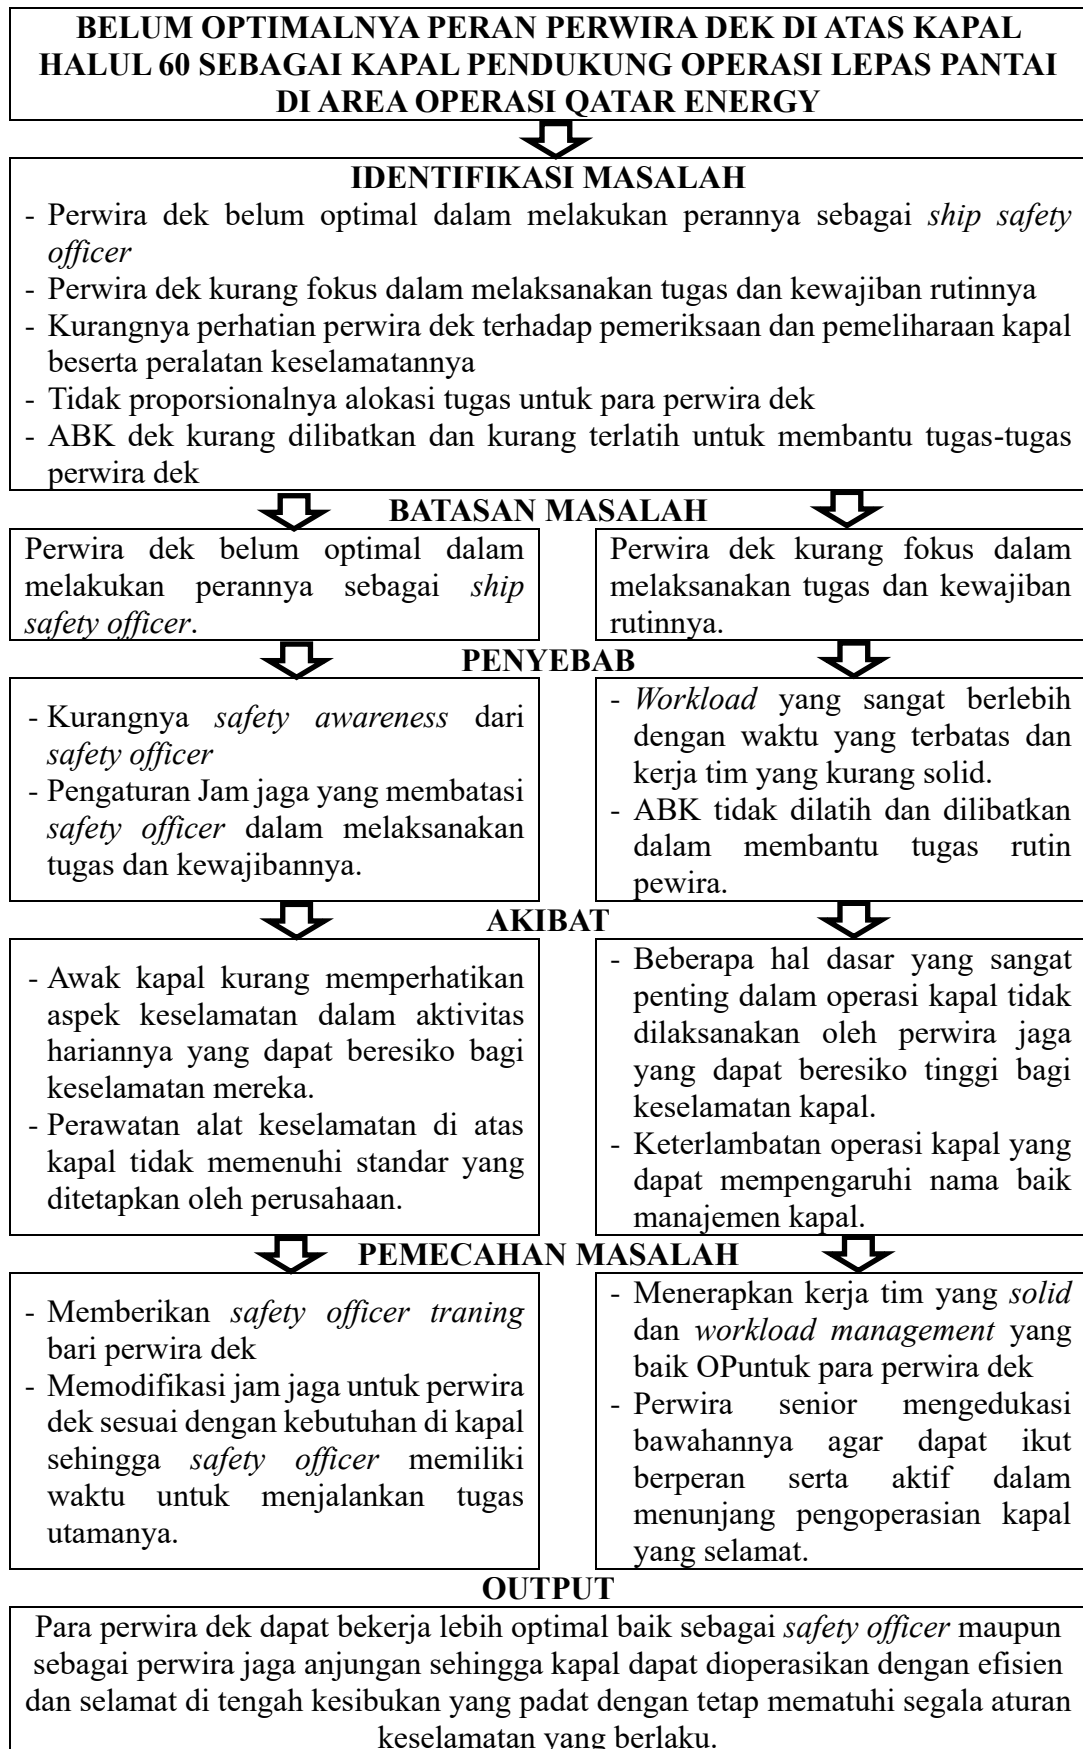 BELUM OPTIMALNYA PERAN PERWIRA DEK DI ATAS KAPAL
HALUL 60 SEBAGAI KAPAL PENDUKUNG OPERASI LEPAS PANTAI
DI AREA OPERASI QATAR ENERGY
IDENTIFIKASI MASALAH
- Perwira dek belum optimal dalam melakukan perannya sebagai ship safety
officer
- Perwira dek kurang fokus dalam melaksanakan tugas dan kewajiban rutinnya
- Kurangnya perhatian perwira dek terhadap pemeriksaan dan pemeliharaan kapal
beserta peralatan keselamatannya
- Tidak proporsionalnya alokasi tugas untuk para perwira dek
- ABK dek kurang dilibatkan dan kurang terlatih untuk membantu tugas-tugas
perwira dek
BATASAN MASALAH
Perwira dek belum optimal dalam
melakukan perannya sebagai ship
safety officer.
Perwira dek kurang fokus dalam
melaksanakan tugas dan kewajiban
rutinnya.
PENYEBAB
- Kurangnya safety awareness dari
safety officer
- Pengaturan Jam jaga yang membatasi
safety officer dalam melaksanakan
tugas dan kewajibannya.
- Workload yang sangat berlebih
dengan waktu yang terbatas dan
kerja tim yang kurang solid.
- ABK tidak dilatih dan dilibatkan
dalam membantu tugas rutin
pewira.
AKIBAT
- Awak kapal kurang memperhatikan
aspek keselamatan dalam aktivitas
hariannya yang dapat beresiko bagi
keselamatan mereka.
- Perawatan alat keselamatan di atas
kapal tidak memenuhi standar yang
ditetapkan oleh perusahaan.
- Beberapa hal dasar yang sangat
penting dalam operasi kapal tidak
dilaksanakan oleh perwira jaga
yang dapat beresiko tinggi bagi
keselamatan kapal.
- Keterlambatan operasi kapal yang
dapat mempengaruhi nama baik
manajemen kapal.
PEMECAHAN MASALAH
- Memberikan safety officer traning
bari perwira dek
- Memodifikasi jam jaga untuk perwira
dek sesuai dengan kebutuhan di kapal
sehingga safety officer memiliki
waktu untuk menjalankan tugas
utamanya.
- Menerapkan kerja tim yang solid
dan workload management yang
baik OPuntuk para perwira dek
- Perwira senior mengedukasi
bawahannya agar dapat ikut
berperan serta aktif dalam
menunjang pengoperasian kapal
yang selamat.
OUTPUT
Para perwira dek dapat bekerja lebih optimal baik sebagai safety officer maupun
sebagai perwira jaga anjungan sehingga kapal dapat dioperasikan dengan efisien
dan selamat di tengah kesibukan yang padat dengan tetap mematuhi segala aturan
keselamatan yang berlaku.